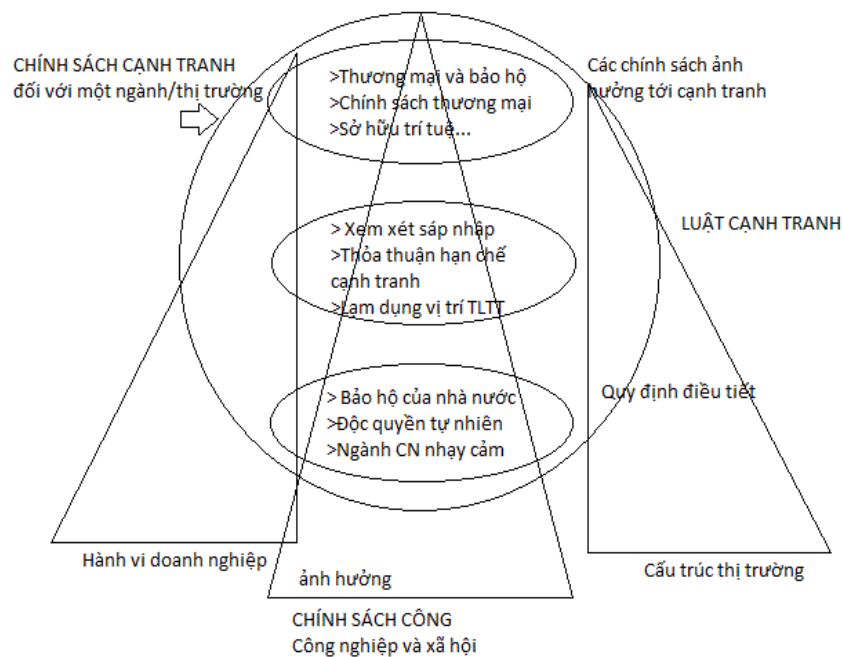 CHÍNH SÁCH CẠNH TRANH
đối với một ngành/thị trường
>Thương mại và bảo hộ
>Chính sách thương mại
>Sở hữu trí tuệ...
Các chính sách ảnh
hưởng tới cạnh tranh
LUẬT CẠNH TRANH
> Xem xét sáp nhập
>Thỏa thuận hạn chế
cạnh tranh
>Lạm dụng vị trí TLTT
Quy định điều tiết
> Bảo hộ của nhà nước
>Độc quyền tự nhiên
>Ngành CN nhạy cảm
Hành vi doanh nghiệp
ảnh hưởng
Cấu trúc thị trường
CHÍNH SÁCH CÔNG
Công nghiệp và xã hội